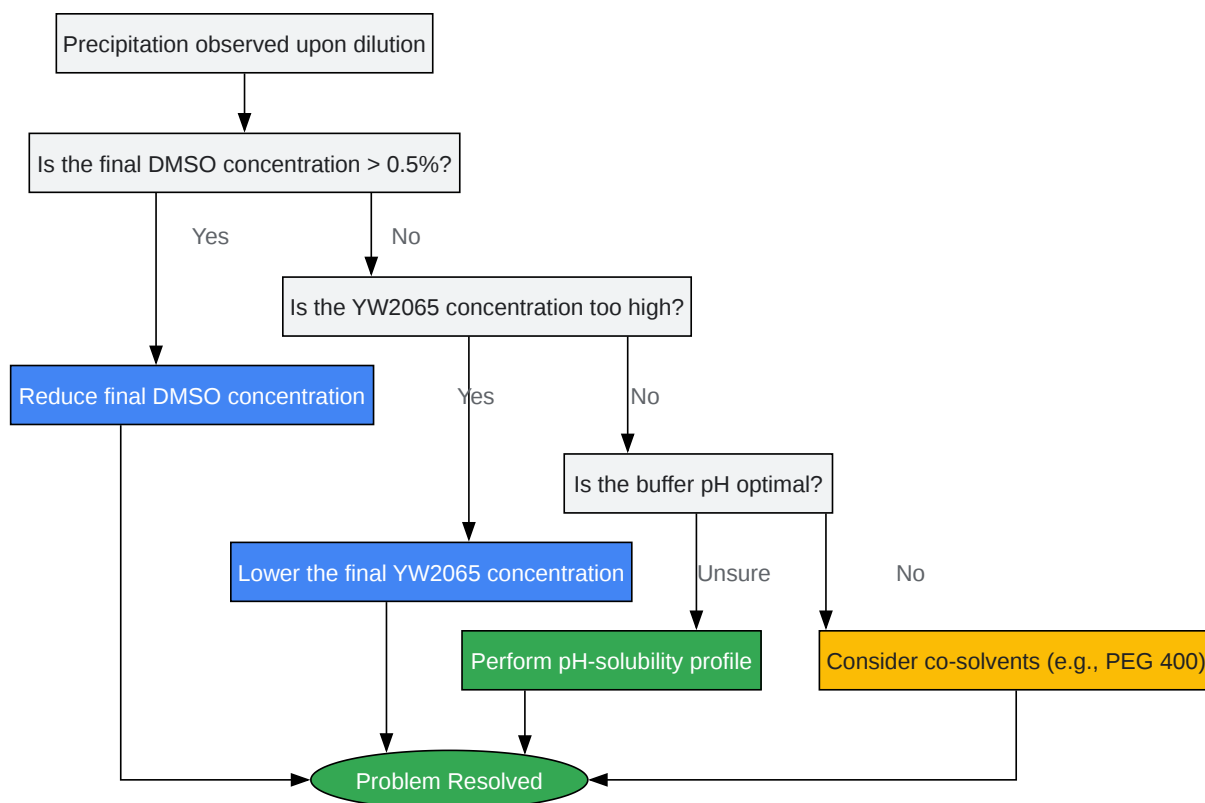 Precipitation observed upon dilution
Is the final DMSO concentration > 0.5%?
Yes
No
Is the YW2065 concentration too high?
Reduce final DMSO concentration
Yes
No
Is the buffer pH optimal?
Lower the final YW2065 concentration
Unsure
No
Perform pH-solubility profile
Consider co-solvents (e.g., PEG 400)
Problem Resolved